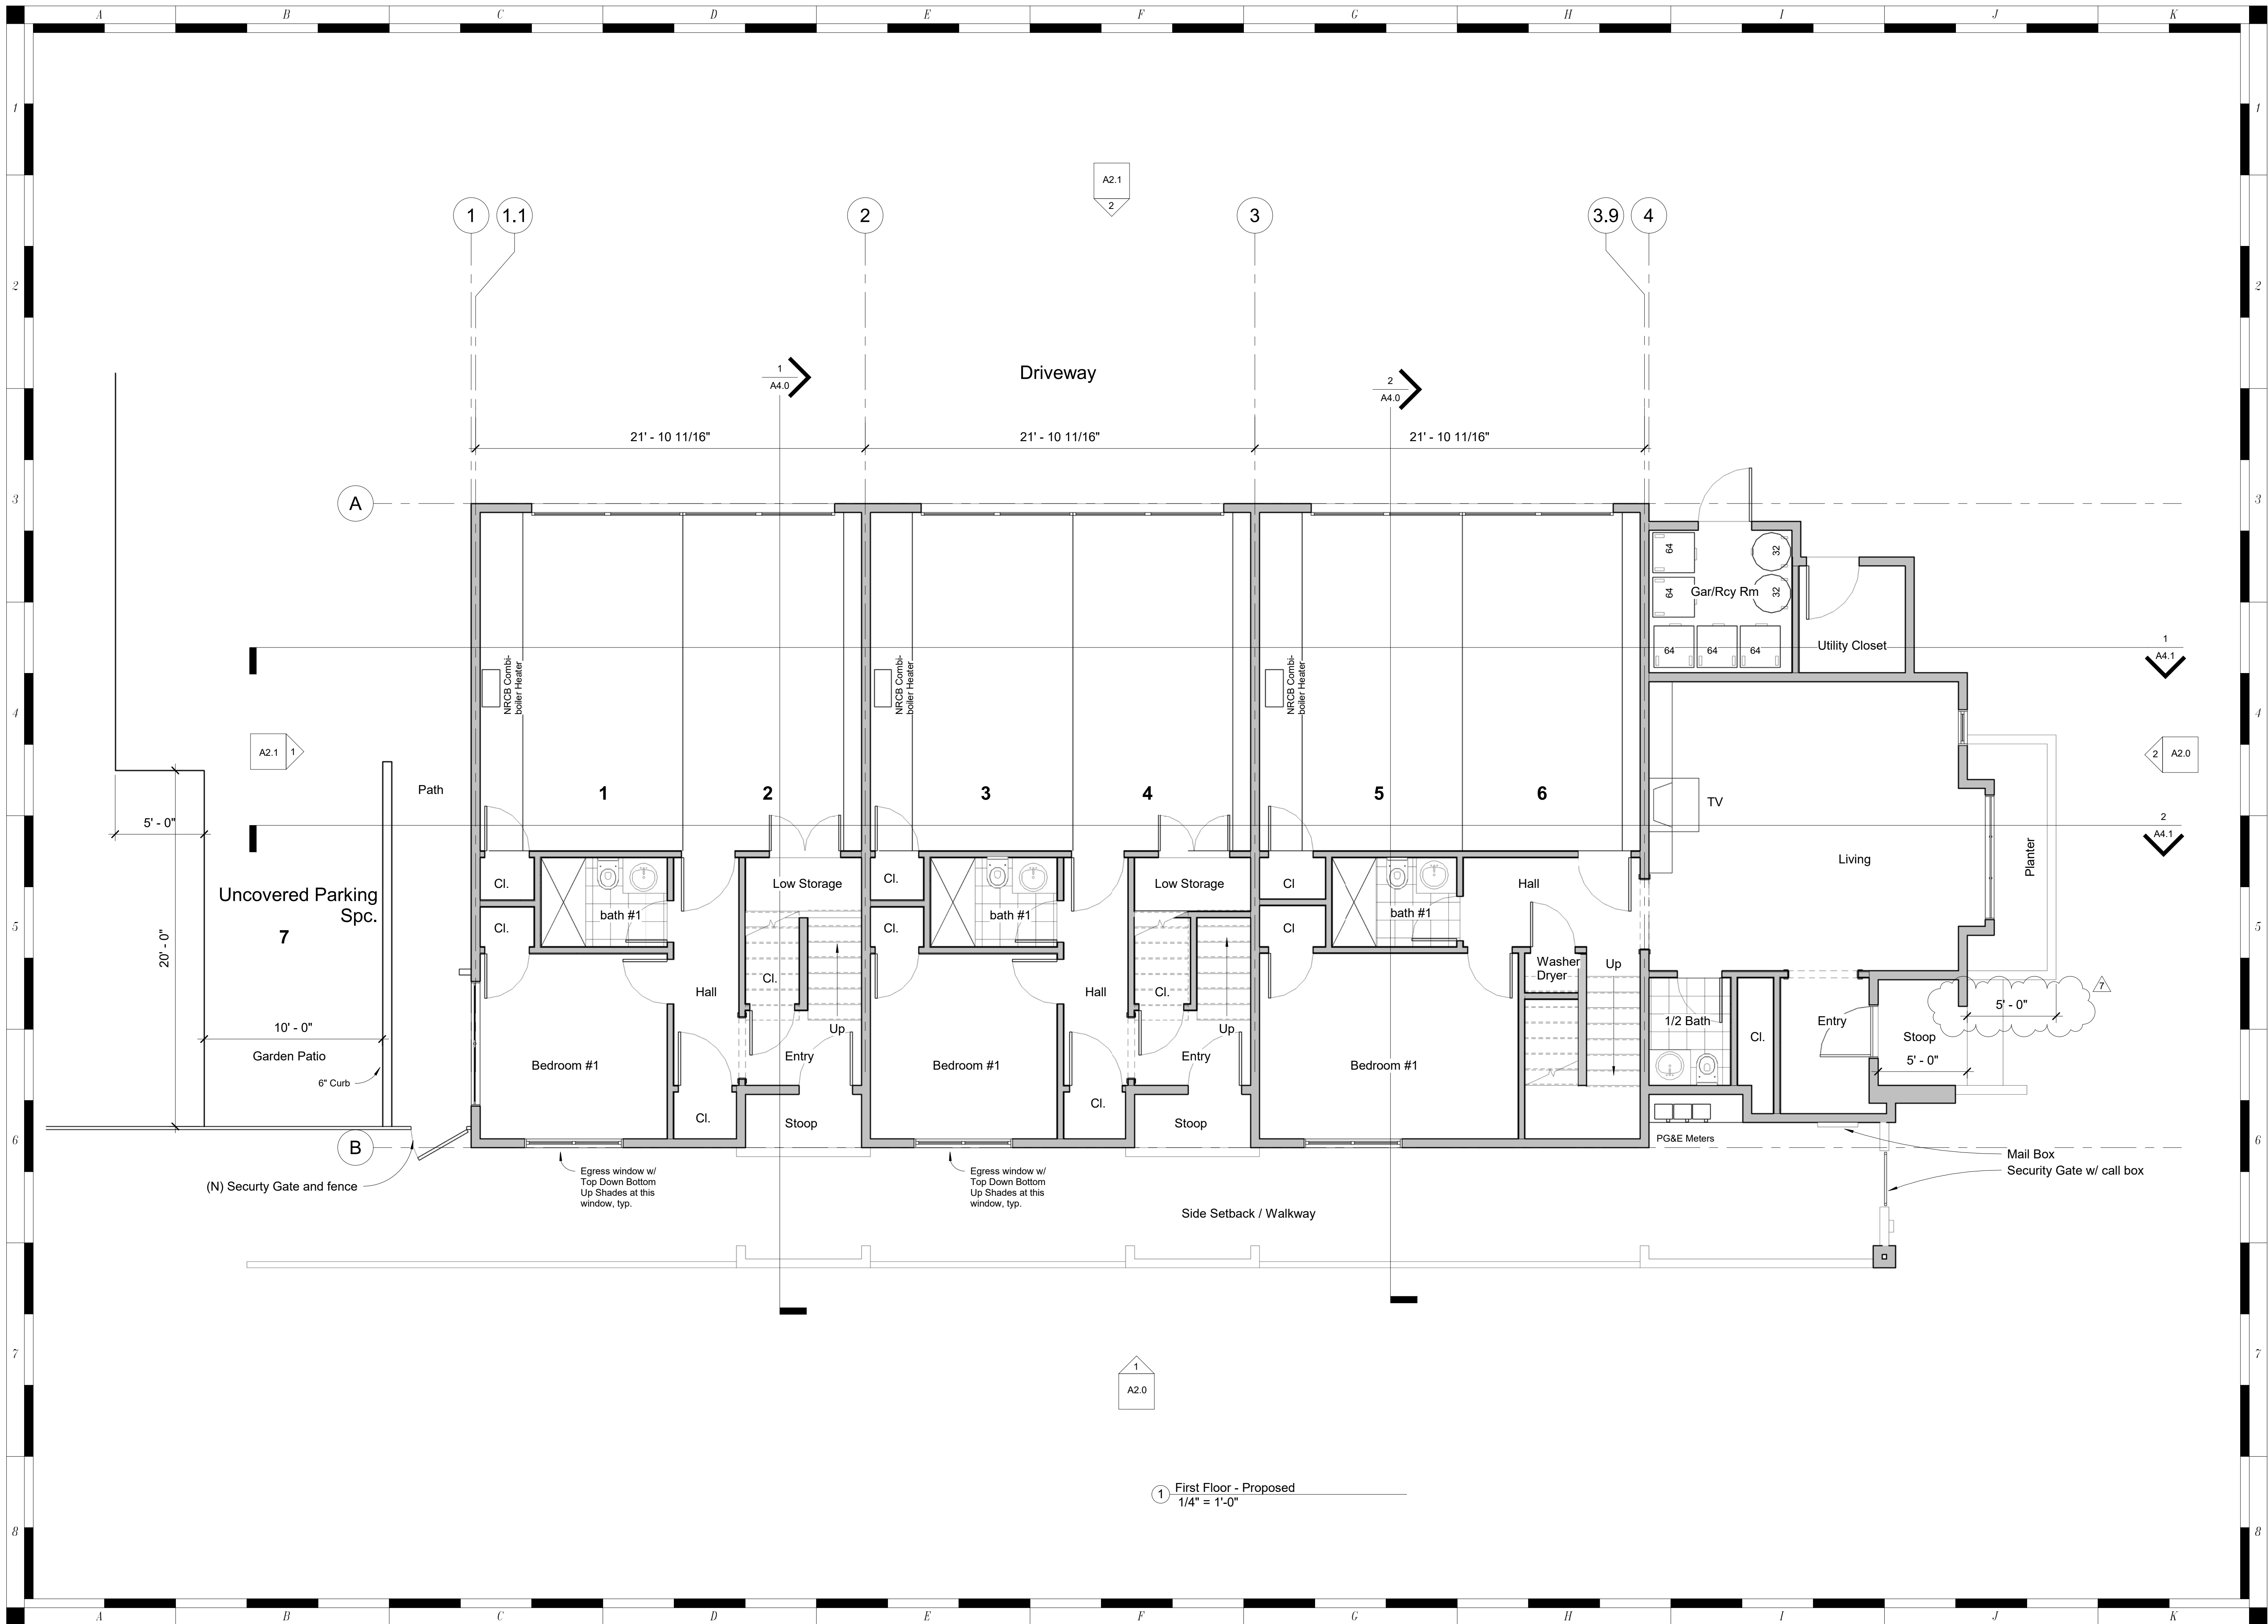 A B C D E F G H I J K
1 1
A2.1
2
1 1.1 2 3 3.9 4
2 2
1
A4.0
Driveway
2
A4.0
21' - 10 11/16" 21' - 10 11/16" 21' - 10 11/16"
3 A 3
64 32
64 Gar/Rcy Rm 32
64 64 64
Utility Closet
1
A4.1
NRCB Combi-
boiler Heater
NRCB Combi-
boiler Heater
NRCB Combi-
boiler Heater
4 4
A2.1 1
2 A2.0
Path
1 2 3 4 5 6
TV
5' - 0"
2
A4.1
Living
Planter
Uncovered Parking
Spc.
7
20' - 0"
Cl. Low Storage Cl. Low Storage Cl Hall
bath #1 bath #1 bath #1
5 5
Cl. Cl. Cl
Washer
Dryer
Up
Cl. Cl.
Hall Hall
7
5' - 0"
10' - 0"
Up Up
1/2 Bath
Entry
Cl.
Stoop
Garden Patio
Entry Entry
5' - 0"
Bedroom #1 Bedroom #1 Bedroom #1
6" Curb
Cl. Cl.
Stoop Stoop
6 6
B
PG&E Meters
Mail Box
Security Gate w/ call box
(N) Securty Gate and fence
Egress window w/
Top Down Bottom
Up Shades at this
window, typ.
Egress window w/
Top Down Bottom
Up Shades at this
window, typ.
Side Setback / Walkway
7 7
1
A2.0
1 First Floor - Proposed
1/4" = 1'-0"
8 8
A B C D E F G H I J K